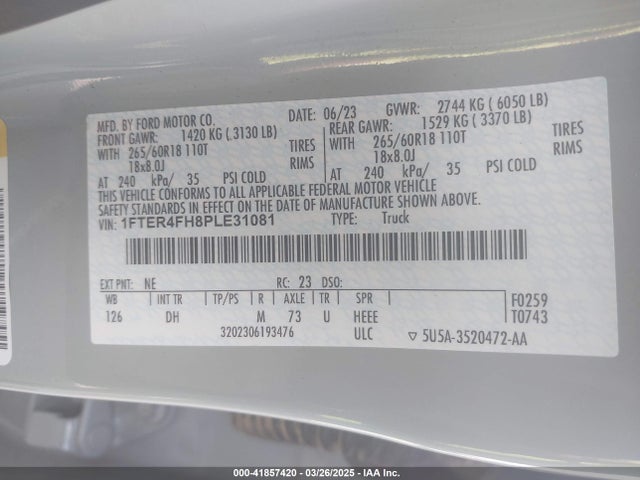 MFD. BY FORD MOTOR CO. DATE: 06/23 GVWR: 2744 KG ( 6050 LB)
FRONT GAWR: 1420 KG ( 3130 LB) REAR GAWR: 1529 KG ( 3370 LB)
WITH 265/60R18 110T TIRES WITH 265/60R18 110T TIRES
18x8.0J RIMS 18x8.0J RIMS
AT 240 kPa/ 35 PSI COLD AT 240 kPa/ 35 PSI COLD
THIS VEHICLE CONFORMS TO ALL APPLICABLE FEDERAL MOTOR VEHICLE
SAFETY STANDARDS IN EFFECT ON THE DATE OF MANUFACTURE SHOWN ABOVE.
VIN: 1FTER4FH8PLE31081 TYPE: Truck
EXT PNT: NE RC: 23 DSO:
WB INT TR TP/PS R AXLE TR SPR F0259
126 DH M 73 U HEEE T0743
3202306193476 ULC ▽ 5U5A-3520472-AA
000-41857420 • 03/26/2025 • IAA Inc.